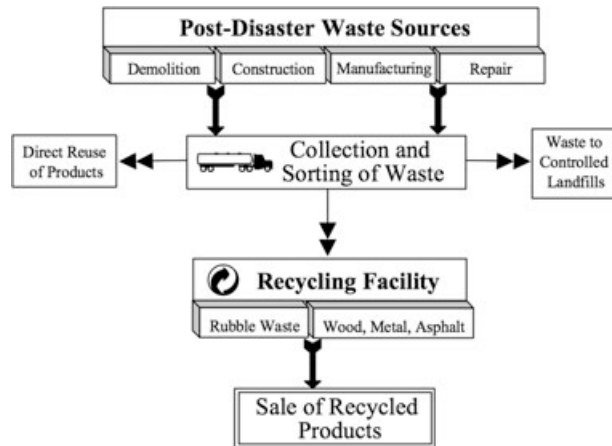 Post-Disaster Waste Sources
Demolition
Construction
Manufacturing
Repair
Direct Reuse
of Products
Collection and
Sorting of Waste
Waste to
Controlled
Landfills
Recycling Facility
Rubble Waste
Wood, Metal, Asphalt
Sale of Recycled
Products